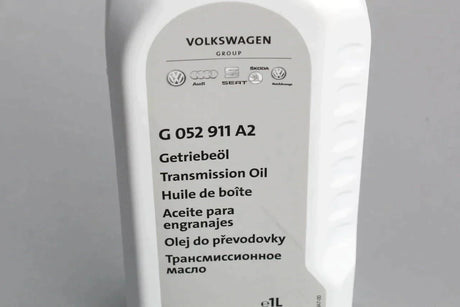 VOLKSWAGEN
GROUP
Audi SEAT ŠKODA
G 052 911 A2
Getriebeöl
Transmission Oil
Huile de boîte
Aceite para
engranajes
Olej do převodovky
Трансмиссионное
масло
℮1L